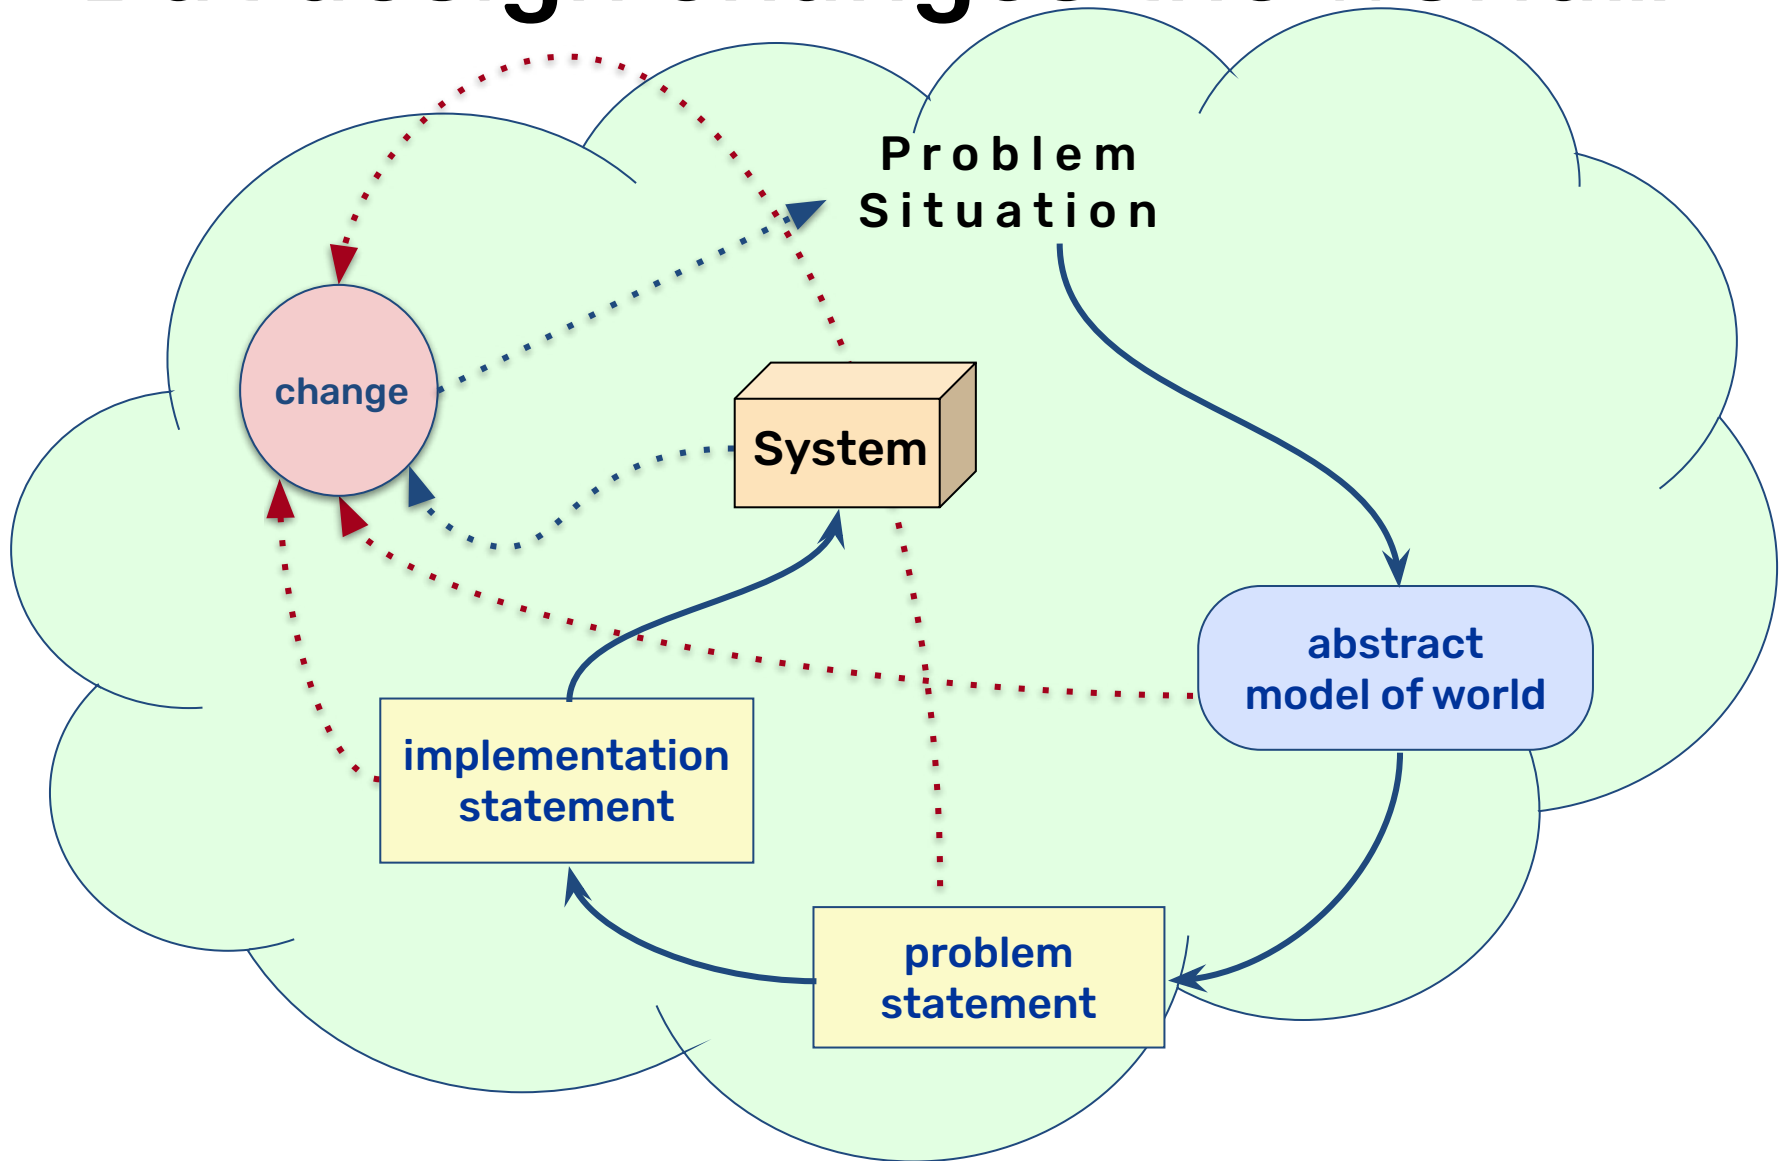 Problem
Situation
change
System
abstract
model of world
implementation
statement
problem
statement